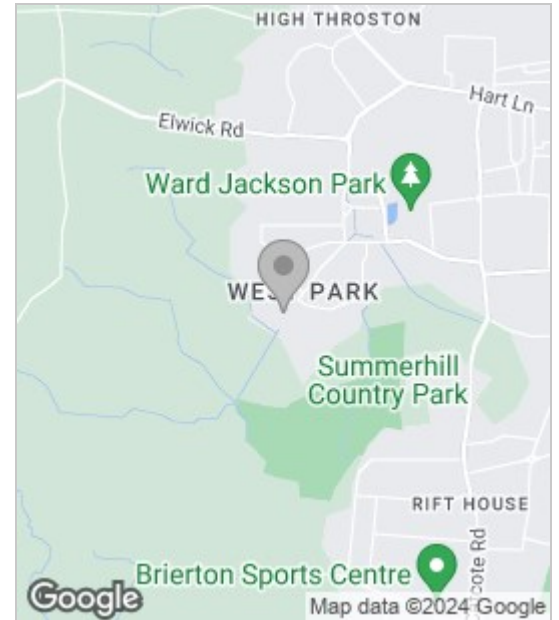 HIGH THROSTON
Hart Ln
Elwick Rd
Ward Jackson Park
WEST PARK
Summerhill
Country Park
RIFT HOUSE
Brierton Sports Centre
Google
Map data ©2024 Google